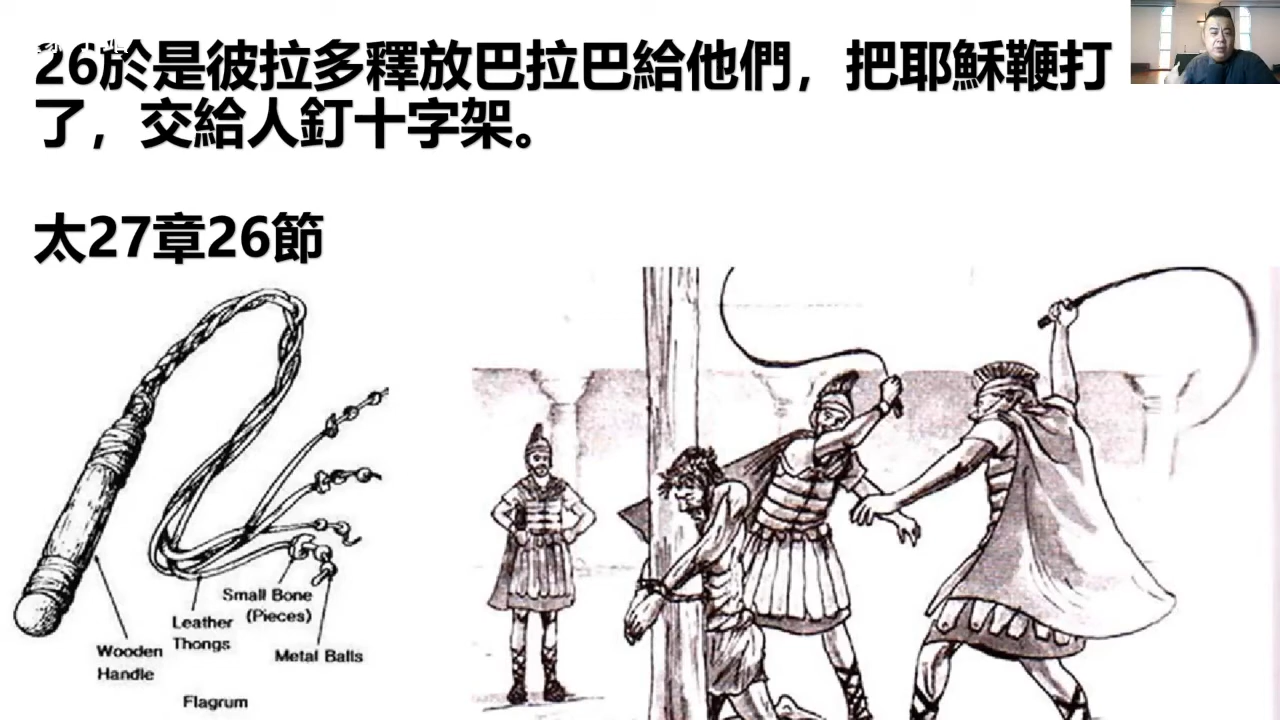 26於是彼拉多釋放巴拉巴給他們，把耶穌鞭打
了，交給人釘十字架。
太27章26節
Small Bone
(Pieces)
Leather
Thongs
Wooden
Handle
Metal Balls
Flagrum